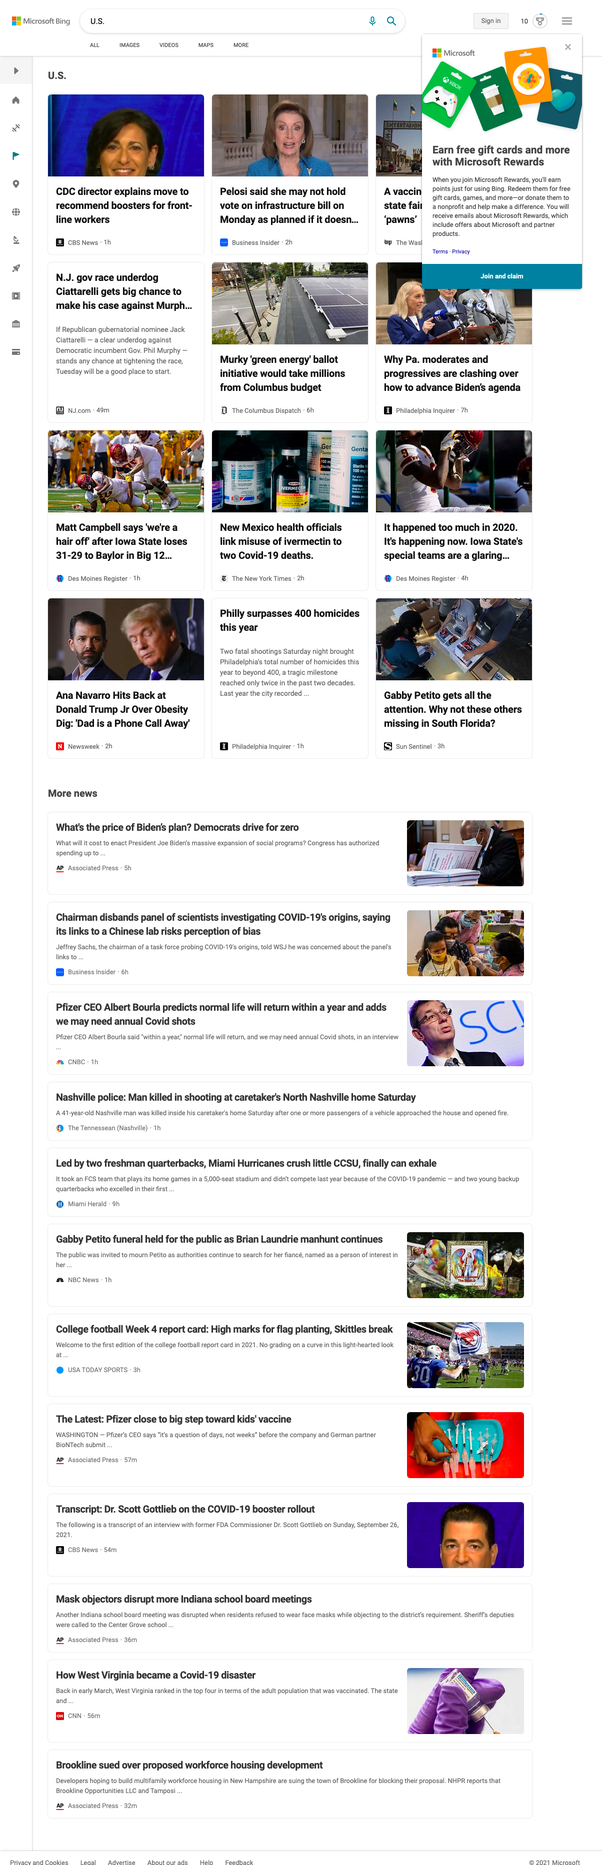 Microsoft Bing
U.S.
Sign in
10
ALL
IMAGES
VIDEOS
MAPS
MORE
Microsoft
XBOX
Earn free gift cards and more
with Microsoft Rewards
When you join Microsoft Rewards, you'll earn
points just for using Bing. Redeem them for free
gift cards, games, and more—or donate them to
a nonprofit and help make a difference. You will
receive emails about Microsoft Rewards, which
include offers about Microsoft and partner
products.
Terms · Privacy
Join and claim
U.S.
CDC director explains move to
recommend boosters for front-
line workers
CBS News · 1h
Pelosi said she may not hold
vote on infrastructure bill on
Monday as planned if it doesn...
Business Insider · 2h
A vaccin
state fai
'pawns'
The Was
N.J. gov race underdog
Ciattarelli gets big chance to
make his case against Murph...
If Republican gubernatorial nominee Jack
Ciattarelli — a clear underdog against
Democratic incumbent Gov. Phil Murphy —
stands any chance at tightening the race,
Tuesday will be a good place to start.
NJ.com · 49m
Murky 'green energy' ballot
initiative would take millions
from Columbus budget
The Columbus Dispatch · 6h
Why Pa. moderates and
progressives are clashing over
how to advance Biden's agenda
Philadelphia Inquirer · 7h
Matt Campbell says 'we're a
hair off' after Iowa State loses
31-29 to Baylor in Big 12...
Des Moines Register · 1h
New Mexico health officials
link misuse of ivermectin to
two Covid-19 deaths.
The New York Times · 2h
It happened too much in 2020.
It's happening now. Iowa State's
special teams are a glaring...
Des Moines Register · 4h
Ana Navarro Hits Back at
Donald Trump Jr Over Obesity
Dig: 'Dad is a Phone Call Away'
Newsweek · 2h
Philly surpasses 400 homicides
this year
Two fatal shootings Saturday night brought
Philadelphia's total number of homicides this
year to beyond 400, a tragic milestone
reached only twice in the past two decades.
Last year the city recorded ...
Philadelphia Inquirer · 1h
Gabby Petito gets all the
attention. Why not these others
missing in South Florida?
Sun Sentinel · 3h
More news
What's the price of Biden's plan? Democrats drive for zero
What will it cost to enact President Joe Biden's massive expansion of social programs? Congress has authorized
spending up to ...
Associated Press · 5h
Chairman disbands panel of scientists investigating COVID-19's origins, saying
its links to a Chinese lab risks perception of bias
Jeffrey Sachs, the chairman of a task force probing COVID-19's origins, told WSJ he was concerned about the panel's
links to ...
Business Insider · 6h
Pfizer CEO Albert Bourla predicts normal life will return within a year and adds
we may need annual Covid shots
Pfizer CEO Albert Bourla said "within a year," normal life will return, and we may need annual Covid shots, in an interview
...
CNBC · 1h
Nashville police: Man killed in shooting at caretaker's North Nashville home Saturday
A 41-year-old Nashville man was killed inside his caretaker's home Saturday after one or more passengers of a vehicle approached the house and opened fire.
The Tennessean (Nashville) · 1h
Led by two freshman quarterbacks, Miami Hurricanes crush little CCSU, finally can exhale
It took an FCS team that plays its home games in a 5,000-seat stadium and didn't compete last year because of the COVID-19 pandemic — and two young backup
quarterbacks who excelled in their first ...
Miami Herald · 9h
Gabby Petito funeral held for the public as Brian Laundrie manhunt continues
The public was invited to mourn Petito as authorities continue to search for her fiancé, named as a person of interest in
her ...
NBC News · 1h
College football Week 4 report card: High marks for flag planting, Skittles break
Welcome to the first edition of the college football report card in 2021. No grading on a curve in this light-hearted look
at ...
USA TODAY SPORTS · 3h
The Latest: Pfizer close to big step toward kids' vaccine
WASHINGTON — Pfizer's CEO says "it's a question of days, not weeks" before the company and German partner
BioNTech submit ...
Associated Press · 57m
Transcript: Dr. Scott Gottlieb on the COVID-19 booster rollout
The following is a transcript of an interview with former FDA Commissioner Dr. Scott Gottlieb on Sunday, September 26,
2021.
CBS News · 54m
Mask objectors disrupt more Indiana school board meetings
Another Indiana school board meeting was disrupted when residents refused to wear face masks while objecting to the district's requirement. Sheriff's deputies
were called to the Center Grove school ...
Associated Press · 36m
How West Virginia became a Covid-19 disaster
Back in early March, West Virginia ranked in the top four in terms of the adult population that was vaccinated. The state
and ...
CNN · 56m
Brookline sued over proposed workforce housing development
Developers hoping to build multifamily workforce housing in New Hampshire are suing the town of Brookline for blocking their proposal. NHPR reports that
Brookline Opportunities LLC and Tamposi ...
Associated Press · 32m
Privacy and Cookies
Legal
Advertise
About our ads
Help
Feedback
© 2021 Microsoft